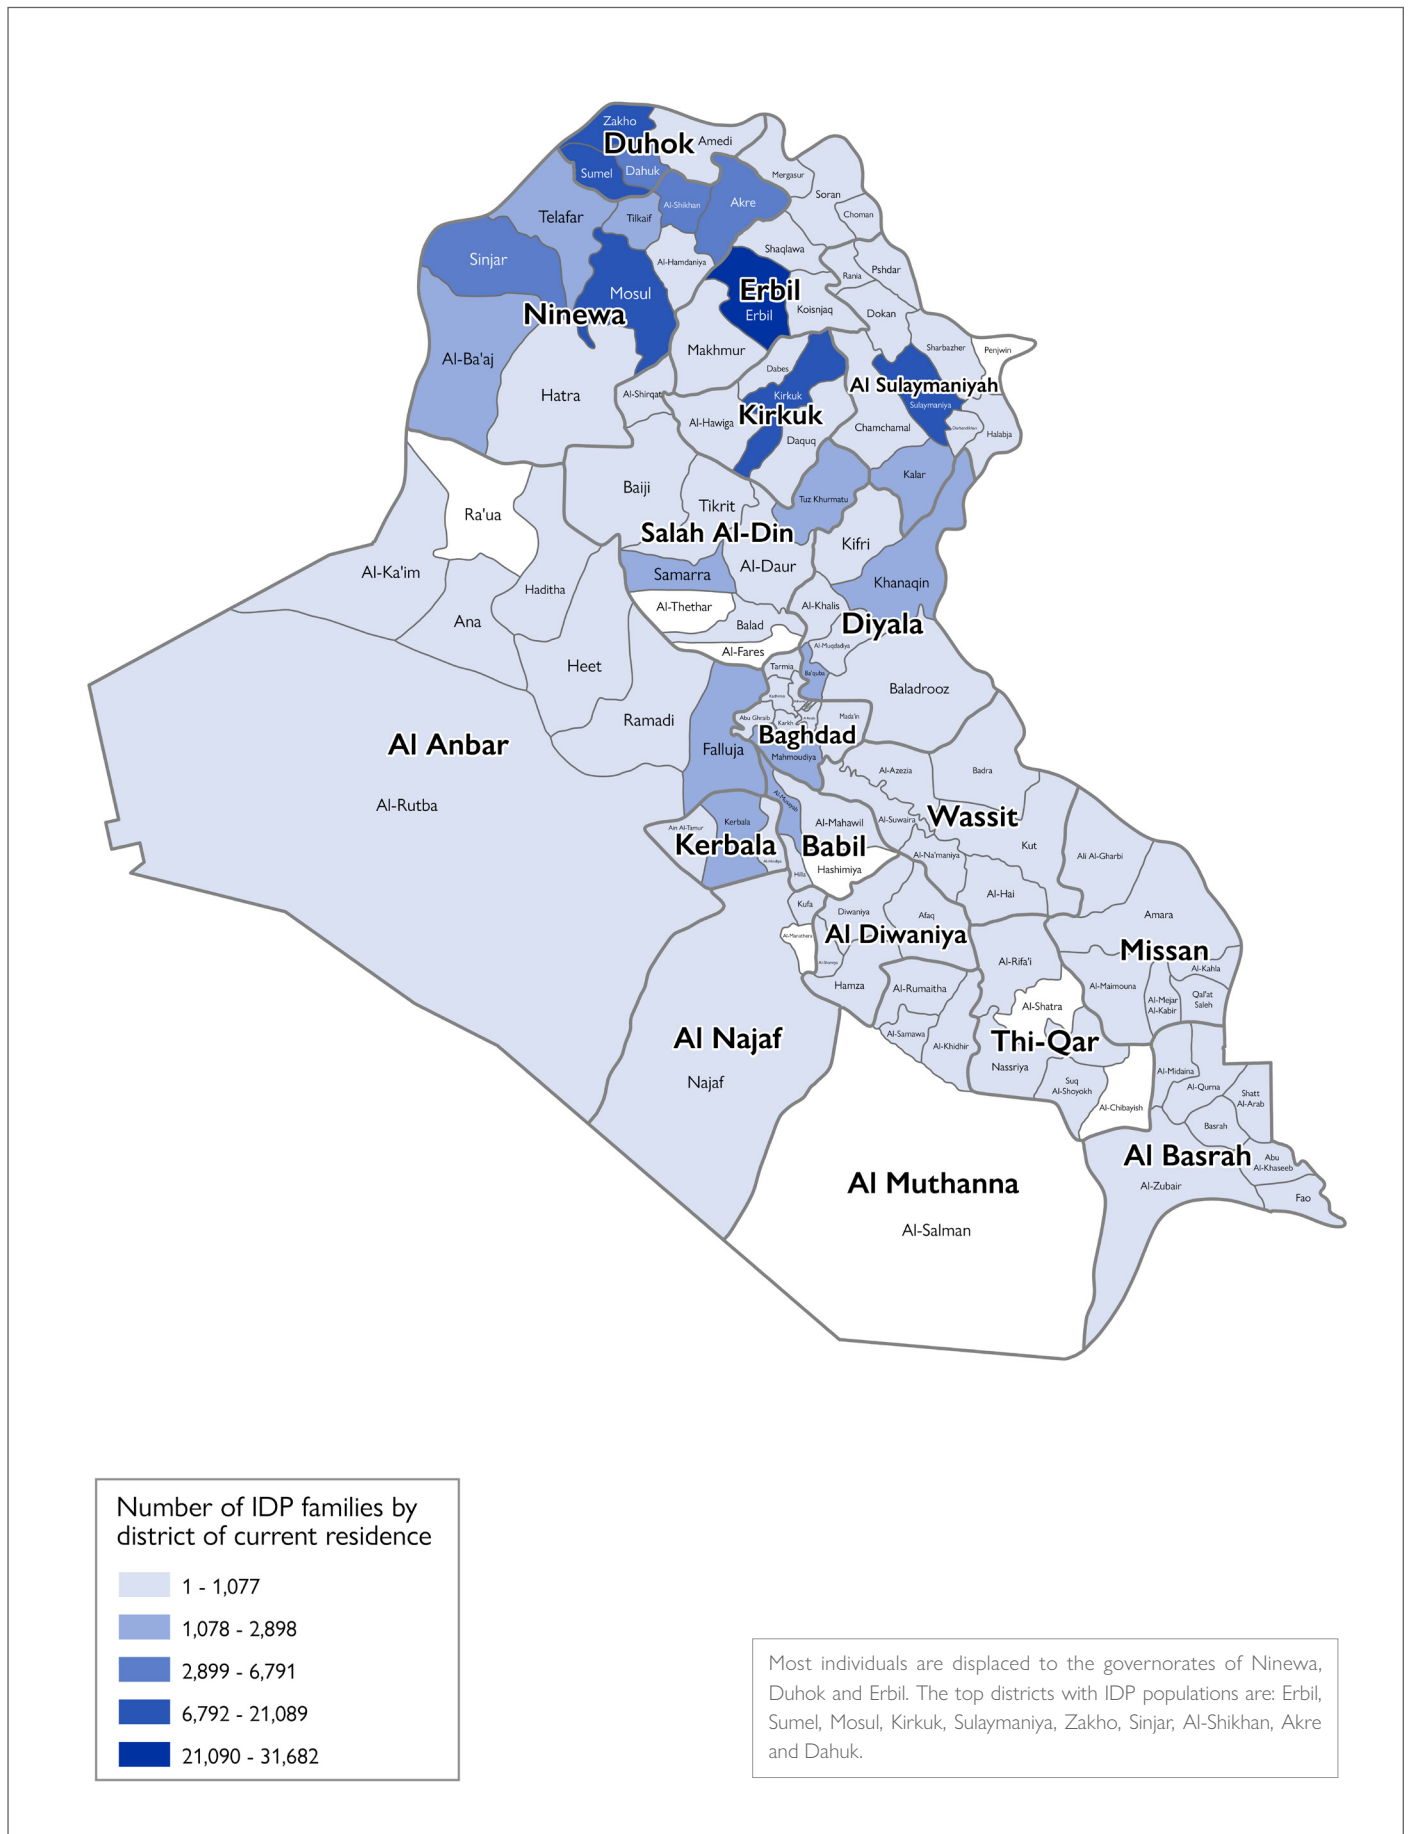 Zakho
Duhok
Amedi
Sumel
Dahuk
Mergasur
Soran
Al-Shikhan
Akre
Choman
Telafar
Tilkaif
Shaqlawa
Sinjar
Al-Hamdaniya
Rania
Pshdar
Mosul
Erbil
Erbil
Koisnjaq
Dokan
Ninewa
Makhmur
Sharbazher
Penjwin
Al-Ba'aj
Dabes
Al Sulaymaniyah
Hatra
Al-Shirqat
Kirkuk
Sulaymaniya
Kirkuk
Al-Hawiga
Daquq
Chamchamal
Halabja
Kalar
Baiji
Tikrit
Tuz Khurmatu
Ra'ua
Salah Al-Din
Kifri
Al-Ka'im
Samarra
Al-Daur
Khanaqin
Haditha
Al-Thethar
Al-Khalis
Ana
Balad
Diyala
Al-Fares
Al-Muqdadiya
Heet
Tarmia
Ba'quba
Baladrooz
Ramadi
Abu Ghraib
Karkh
Mada'in
Baghdad
Al Anbar
Falluja
Mahmoudiya
Al-Azezia
Badra
Al-Rutba
Al-Musayab
Ain Al-Tamur
Kerbala
Al-Mahawil
Al-Suwaira
Wassit
Kerbala
Babil
Kut
Al-Na'maniya
Ali Al-Gharbi
Hashimiya
Hilla
Al-Hai
Kufa
Diwaniya
Afaq
Amara
Al Diwaniya
Missan
Al-Rifa'i
Al-Kahla
Hamza
Al-Rumaitha
Al-Maimouna
Al-Mejar
Al-Kabir
Qal'at
Saleh
Al-Shatra
Al Najaf
Al-Samawa
Al-Khidhir
Thi-Qar
Nassriya
Al-Midaina
Najaf
Suq
Al-Shoyokh
Al-Qurna
Shatt
Al-Arab
Al-Chibayish
Basrah
Al Basrah
Abu
Al-Khaseeb
Al Muthanna
Al-Zubair
Fao
Al-Salman
Number of IDP families by
district of current residence
1 - 1,077
1,078 - 2,898
2,899 - 6,791
6,792 - 21,089
21,090 - 31,682
Most individuals are displaced to the governorates of Ninewa,
Duhok and Erbil. The top districts with IDP populations are: Erbil,
Sumel, Mosul, Kirkuk, Sulaymaniya, Zakho, Sinjar, Al-Shikhan, Akre
and Dahuk.